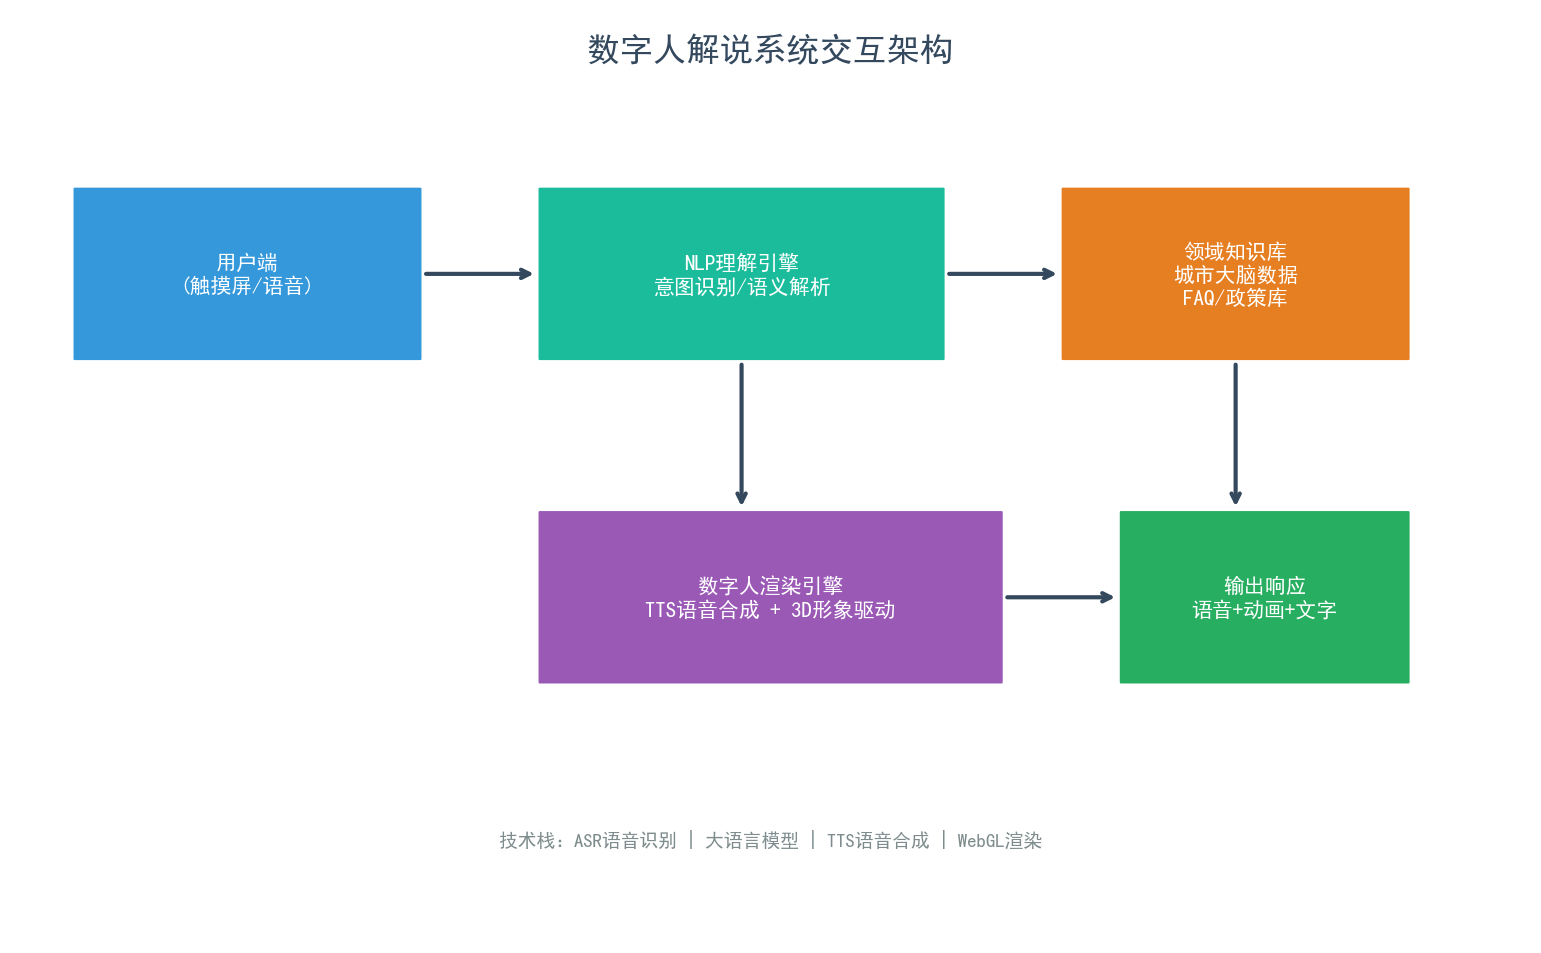 数字人解说系统交互架构
用户端
(触摸屏/语音)
NLP理解引擎
意图识别/语义解析
领域知识库
城市大脑数据
FAQ/政策库
数字人渲染引擎
TTS语音合成 + 3D形象驱动
输出响应
语音+动画+文字
技术栈：ASR语音识别 | 大语言模型 | TTS语音合成 | WebGL渲染